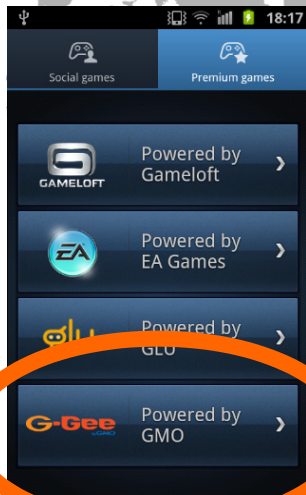 18:17
Social games
Premium games
GAMELOFT
Powered by
Gameloft
EA
Powered by
EA Games
glu
Powered by
GLU
G-Gee
Powered by
GMO